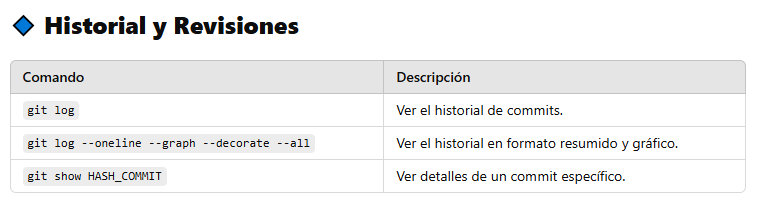 Historial y Revisiones
Comando Descripción
git log Ver el historial de commits.
git log --oneline --graph --decorate --all Ver el historial en formato resumido y gráfico.
git show HASH_COMMIT Ver detalles de un commit específico.